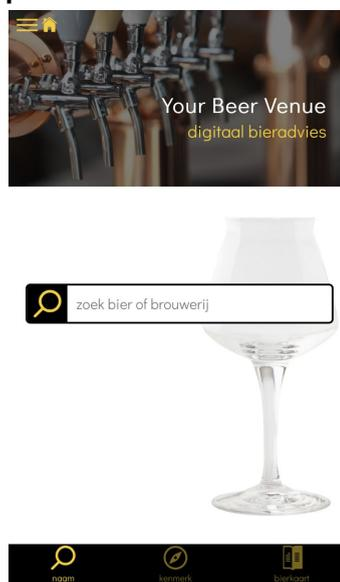 Your Beer Venue
digitaal bieradvies
zoek bier of brouwerij
naam
kenmerk
bierkaart